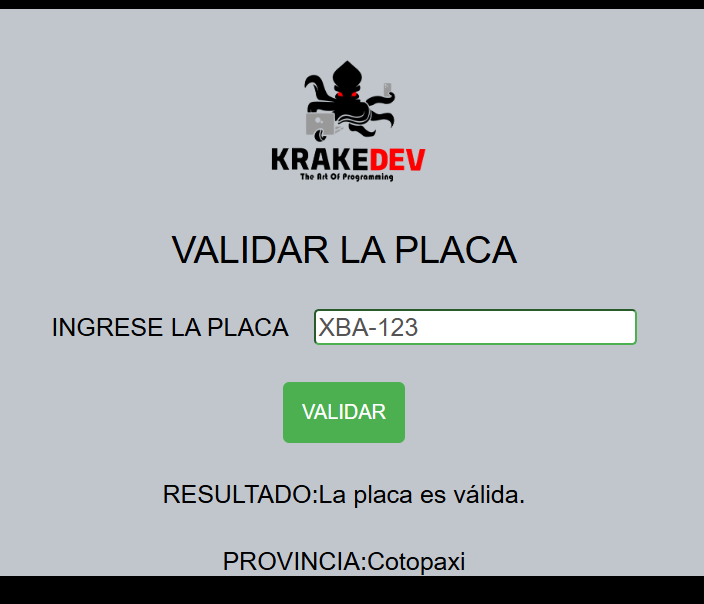 KRAKEDEV
The Art Of Programming
VALIDAR LA PLACA
INGRESE LA PLACA XBA-123
VALIDAR
RESULTADO:La placa es válida.
PROVINCIA:Cotopaxi